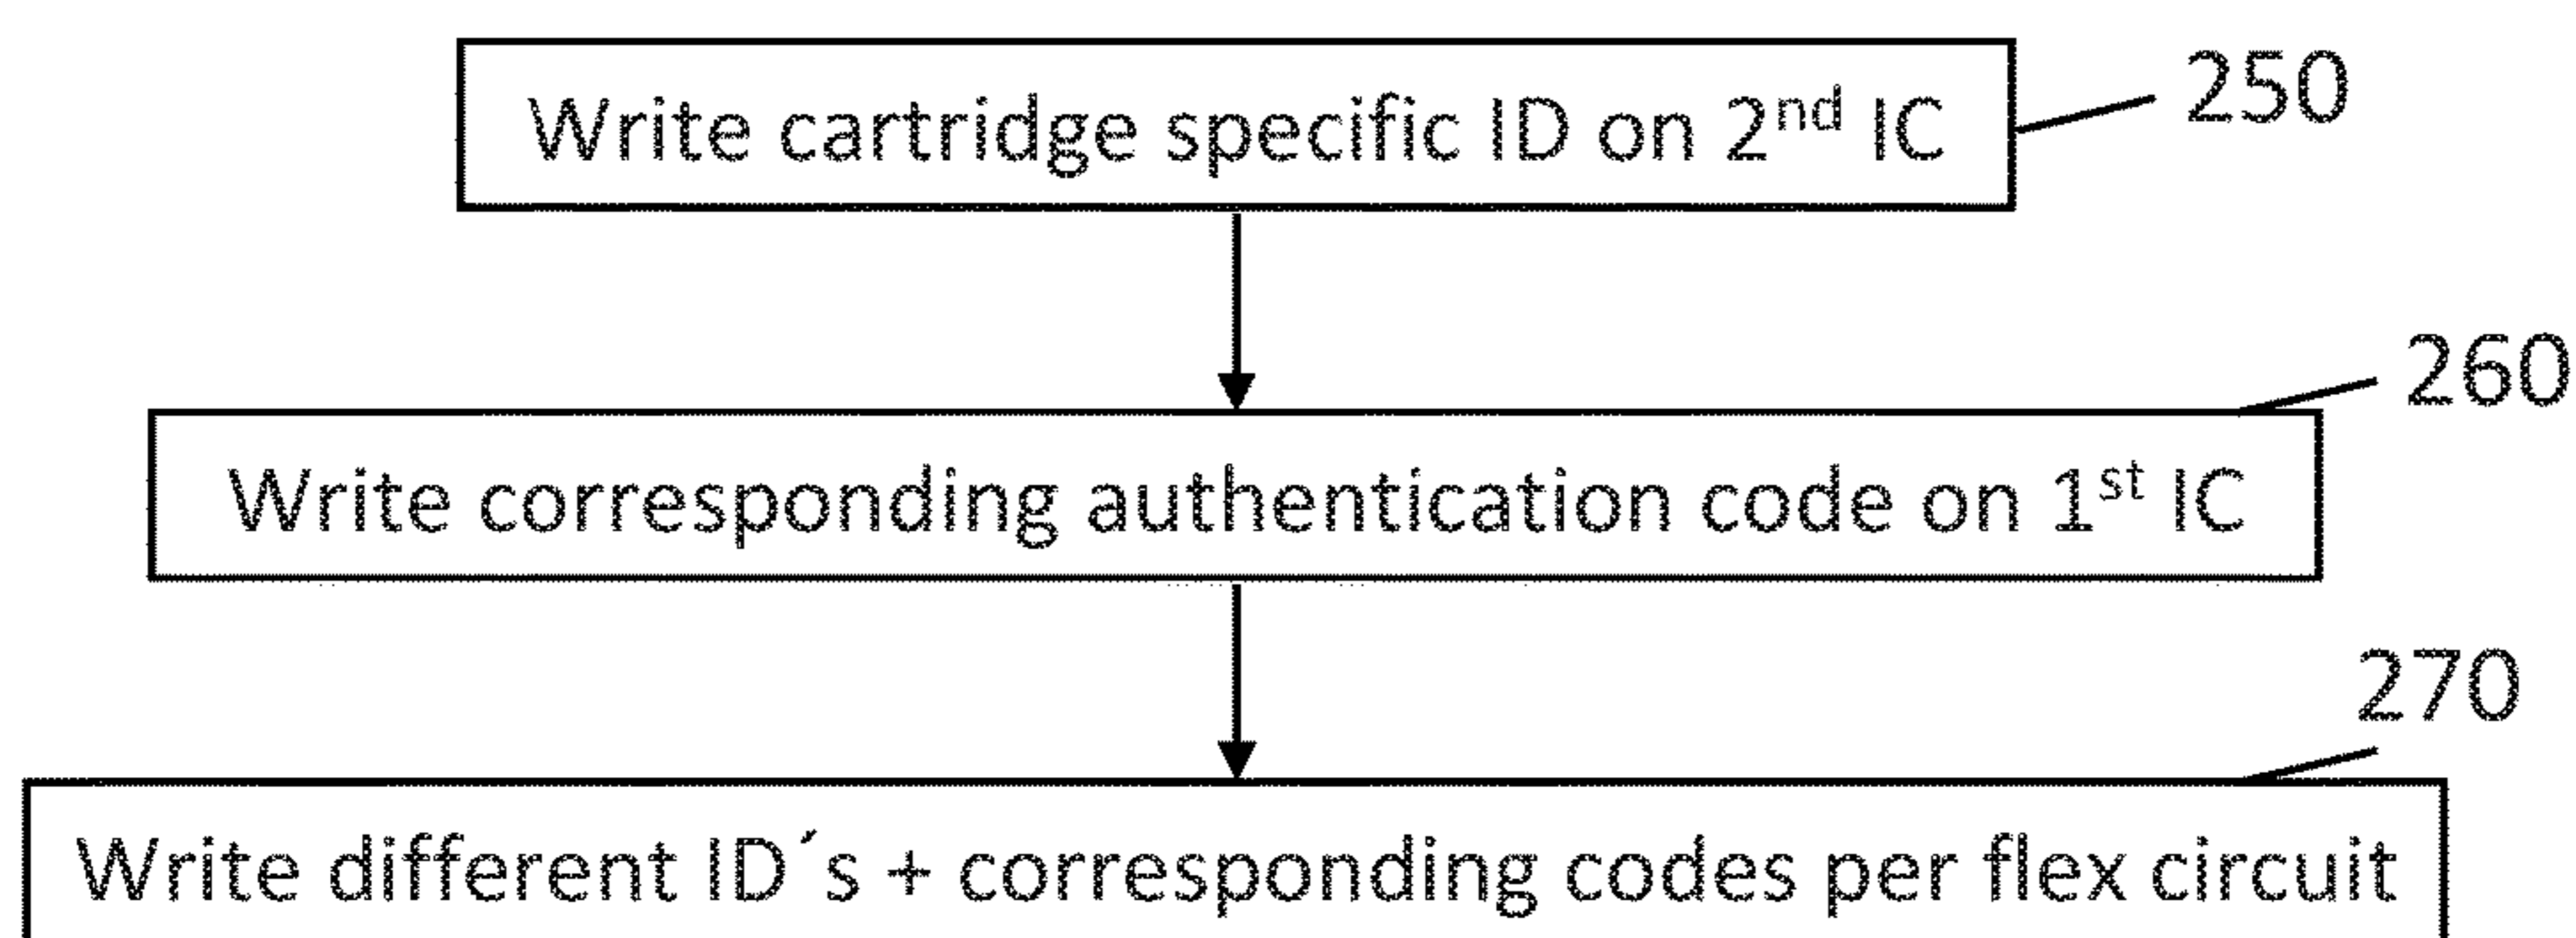 Write cartridge specific ID on 2nd IC
250
260
Write corresponding authentication code on 1st IC
270
Write different ID´s + corresponding codes per flex circuit